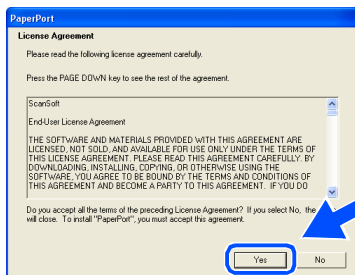 PaperPort
License Agreement
Please read the following license agreement carefully.
Press the PAGE DOWN key to see the rest of the agreement.
ScanSoft
End-User License Agreement
THE SOFTWARE AND MATERIALS PROVIDED WITH THIS AGREEMENT ARE
LICENSED, NOT SOLD, AND AVAILABLE FOR USE ONLY UNDER THE TERMS OF
THIS LICENSE AGREEMENT. PLEASE READ THIS AGREEMENT CAREFULLY. BY
DOWNLOADING, INSTALLING, COPYING, OR OTHERWISE USING THE
SOFTWARE, YOU AGREE TO BE BOUND BY THE TERMS AND CONDITIONS OF
THIS AGREEMENT AND BECOME A PARTY TO THIS AGREEMENT. IF YOU DO
Do you accept all the terms of the preceding License Agreement? If you select No, the
will close. To install "PaperPort", you must accept this agreement.
Yes
No